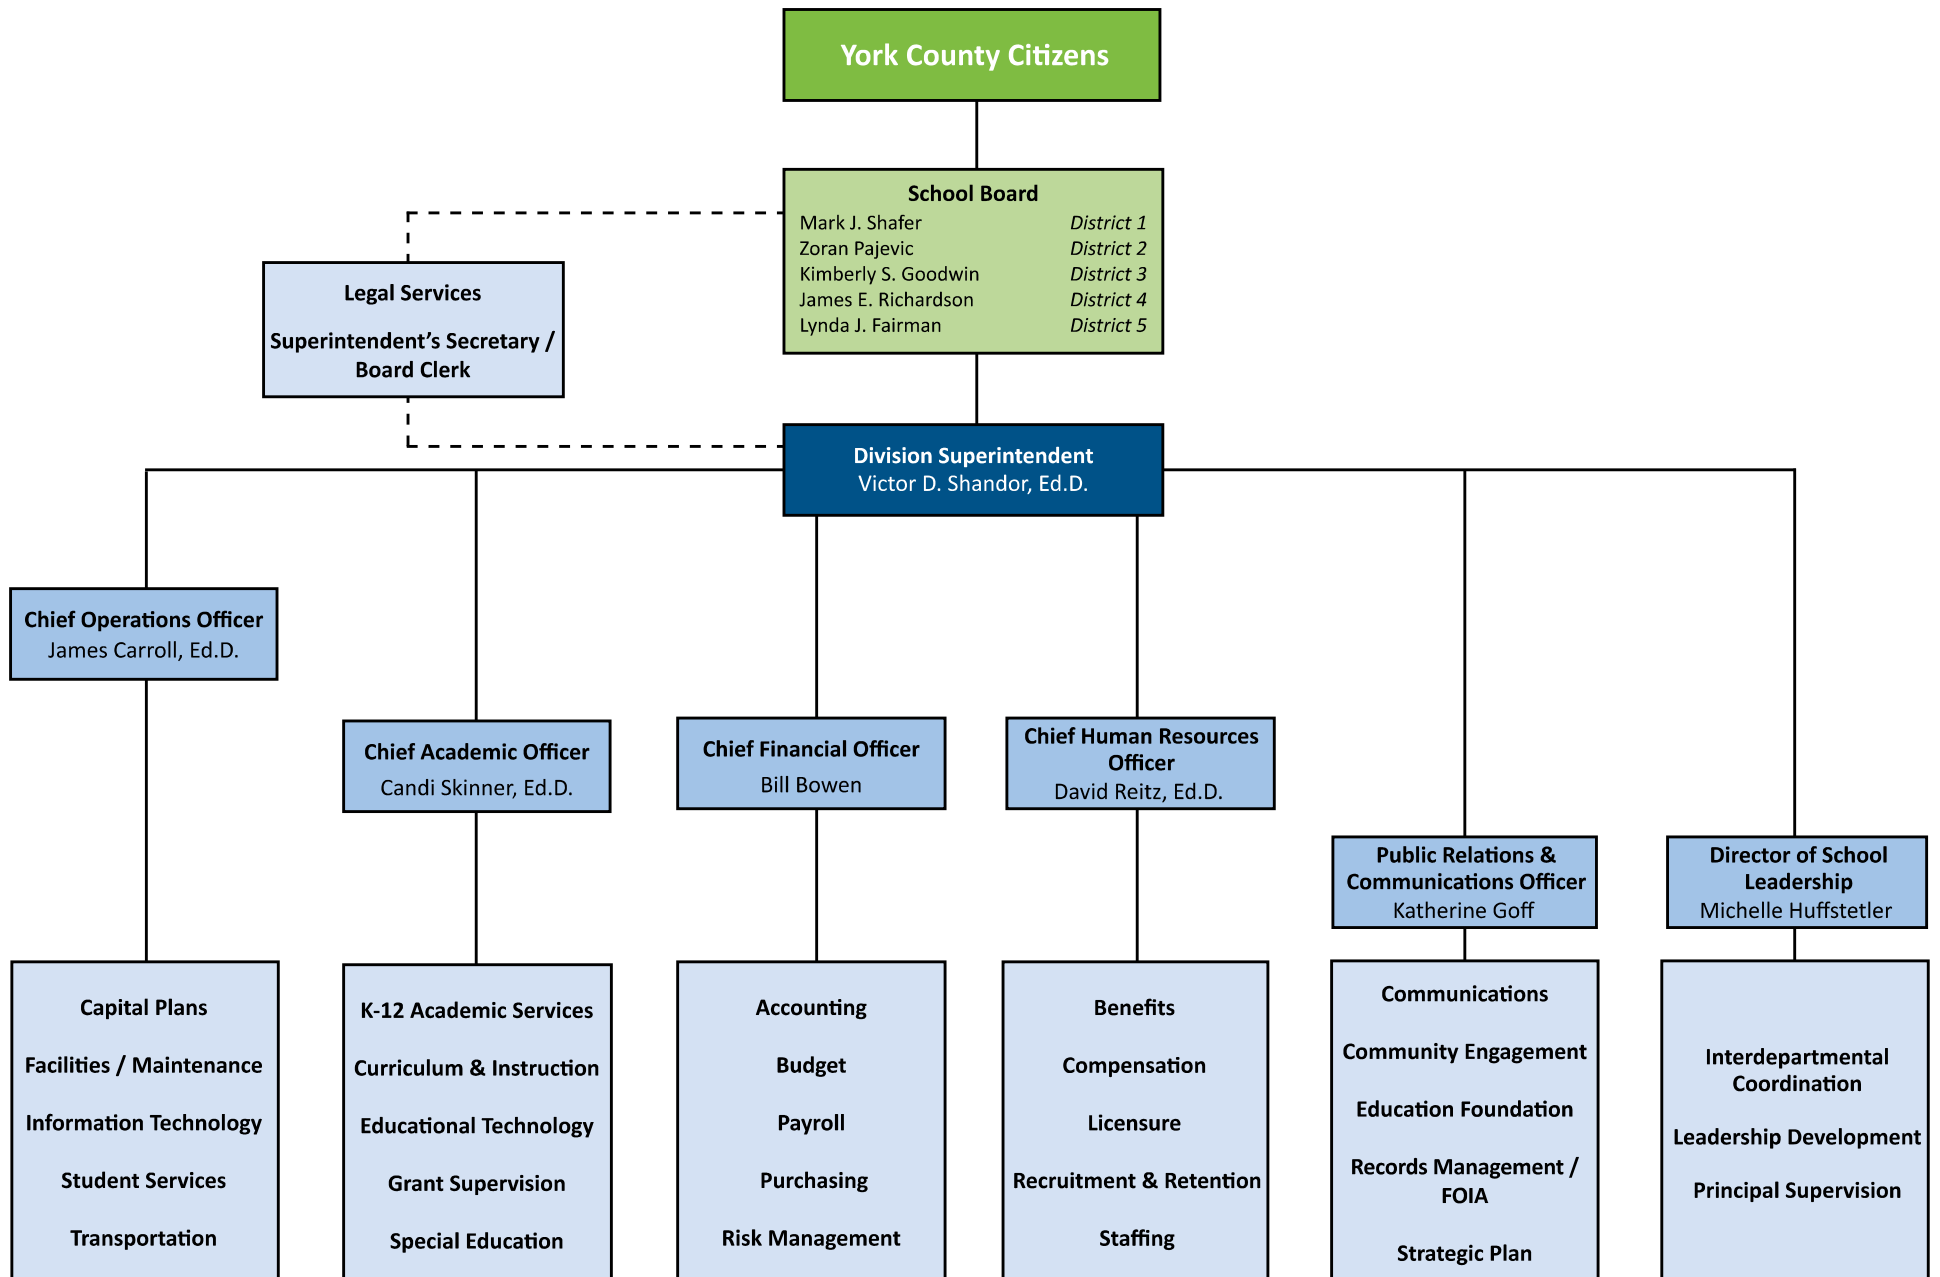 York County Citizens
School Board
Mark J. Shafer District 1
Zoran Pajevic District 2
Kimberly S. Goodwin District 3
James E. Richardson District 4
Lynda J. Fairman District 5
Legal Services
Superintendent’s Secretary /
Board Clerk
Division Superintendent
Victor D. Shandor, Ed.D.
Chief Operations Officer
James Carroll, Ed.D.
Chief Academic Officer
Candi Skinner, Ed.D.
Chief Financial Officer
Bill Bowen
Chief Human Resources
Officer
David Reitz, Ed.D.
Public Relations &
Communications Officer
Katherine Goff
Director of School
Leadership
Michelle Huffstetler
Capital Plans
Facilities / Maintenance
Information Technology
Student Services
Transportation
K-12 Academic Services
Curriculum & Instruction
Educational Technology
Grant Supervision
Special Education
Accounting
Budget
Payroll
Purchasing
Risk Management
Benefits
Compensation
Licensure
Recruitment & Retention
Staffing
Communications
Community Engagement
Education Foundation
Records Management /
FOIA
Strategic Plan
Interdepartmental
Coordination
Leadership Development
Principal Supervision